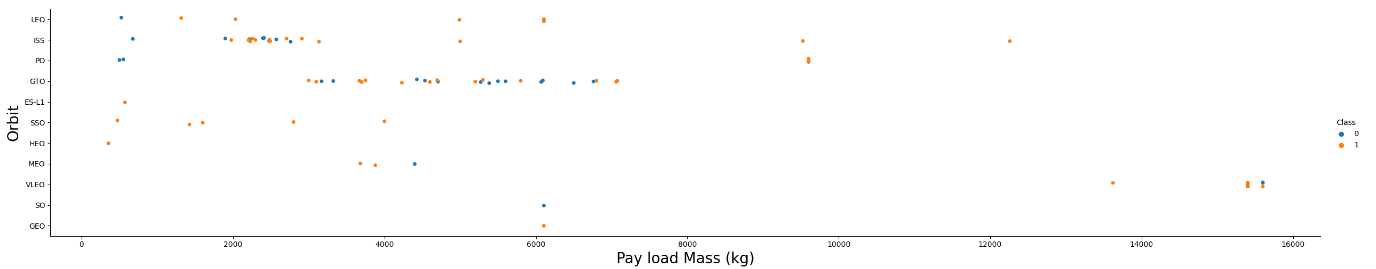 LEO
ISS
PO
GTO
ES-L1
SSO
HEO
MEO
VLEO
SO
GEO
Orbit
0 2000 4000 6000 8000 10000 12000 14000 16000
Pay load Mass (kg)
Class
0
1